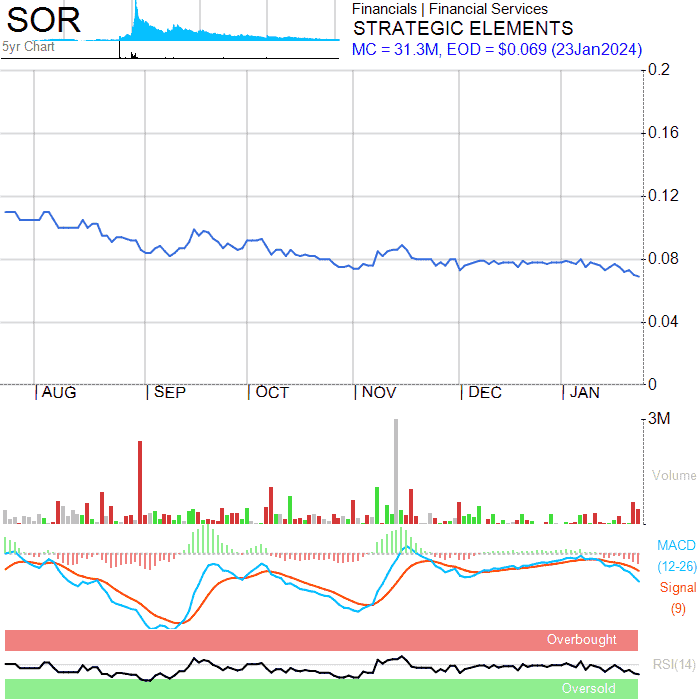 SOR
5yr Chart
Financials | Financial Services
STRATEGIC ELEMENTS
MC = 31.3M, EOD = $0.069 (23Jan2024)
0.2
0.16
0.12
0.08
0.04
0
|AUG |SEP |OCT |NOV |DEC |JAN
3M
Volume
MACD
(12-26)
Signal
(9)
Overbought
RSI(14)
Oversold